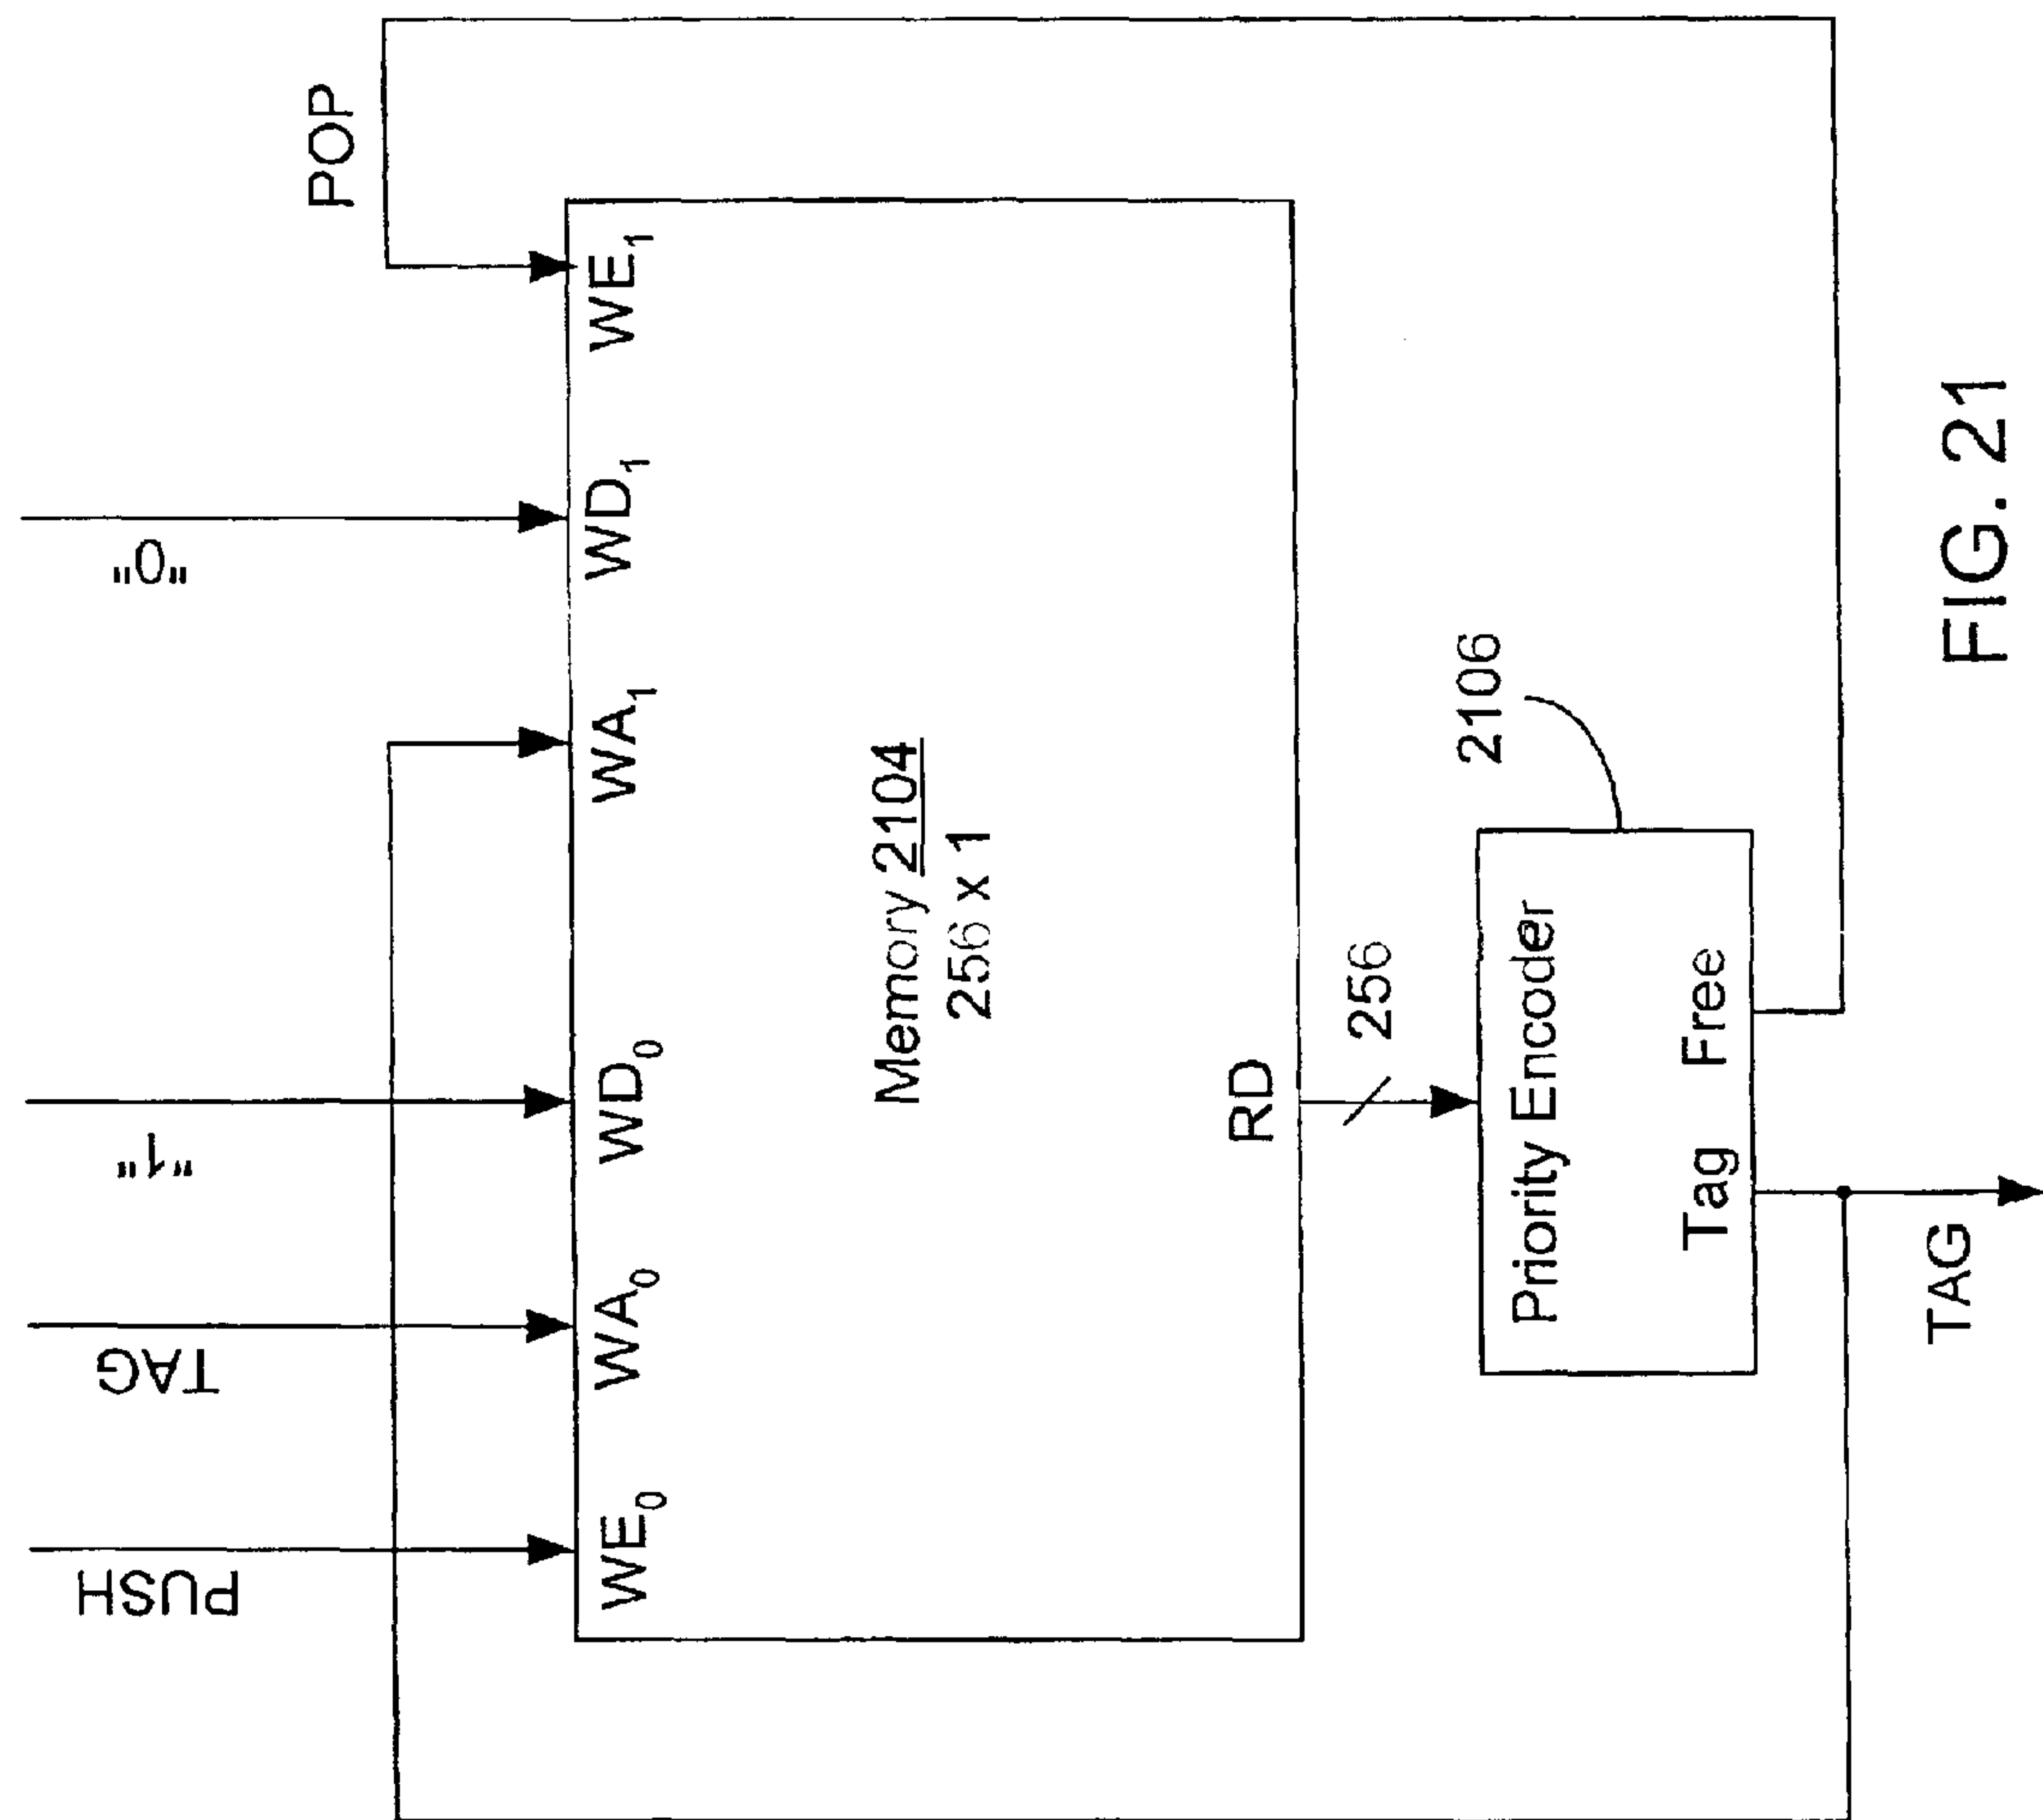 PUSH
TAG
"1"
"0"
POP
WE0
WA0
WD0
WA1
WD1
WE1
Memory 2104
256 x 1
RD
256
2106
Priority Encoder
Tag Free
TAG
FIG. 21